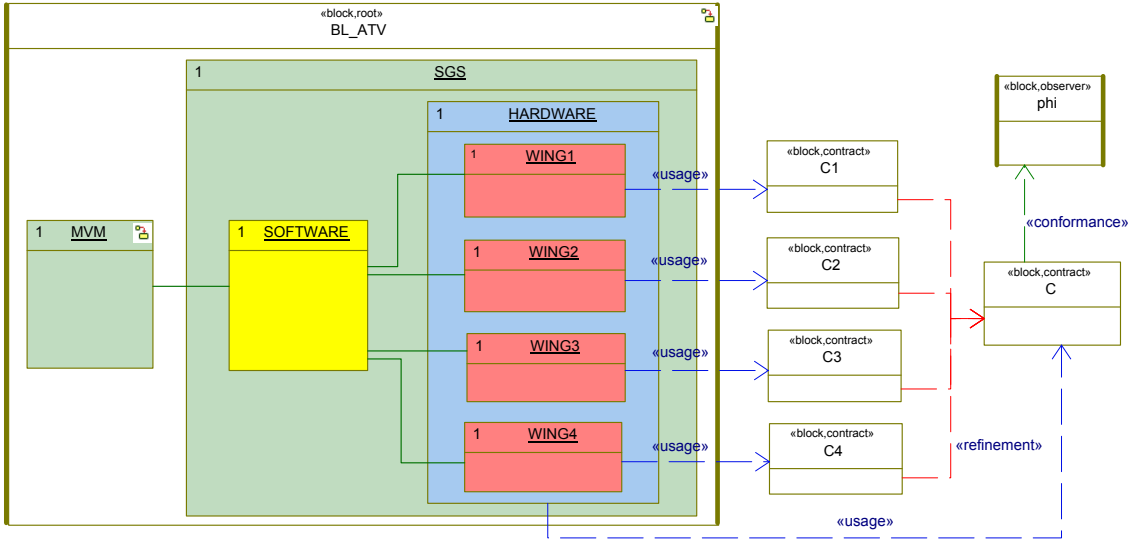 «block,root»
BL_ATV
1 SGS
1 HARDWARE
1 WING1
«usage»
«block,contract»
C1
«block,observer»
phi
«conformance»
1 MVM
1 SOFTWARE
1 WING2
«usage»
«block,contract»
C2
«block,contract»
C
1 WING3
«usage»
«block,contract»
C3
1 WING4
«usage»
«block,contract»
C4
«refinement»
«usage»